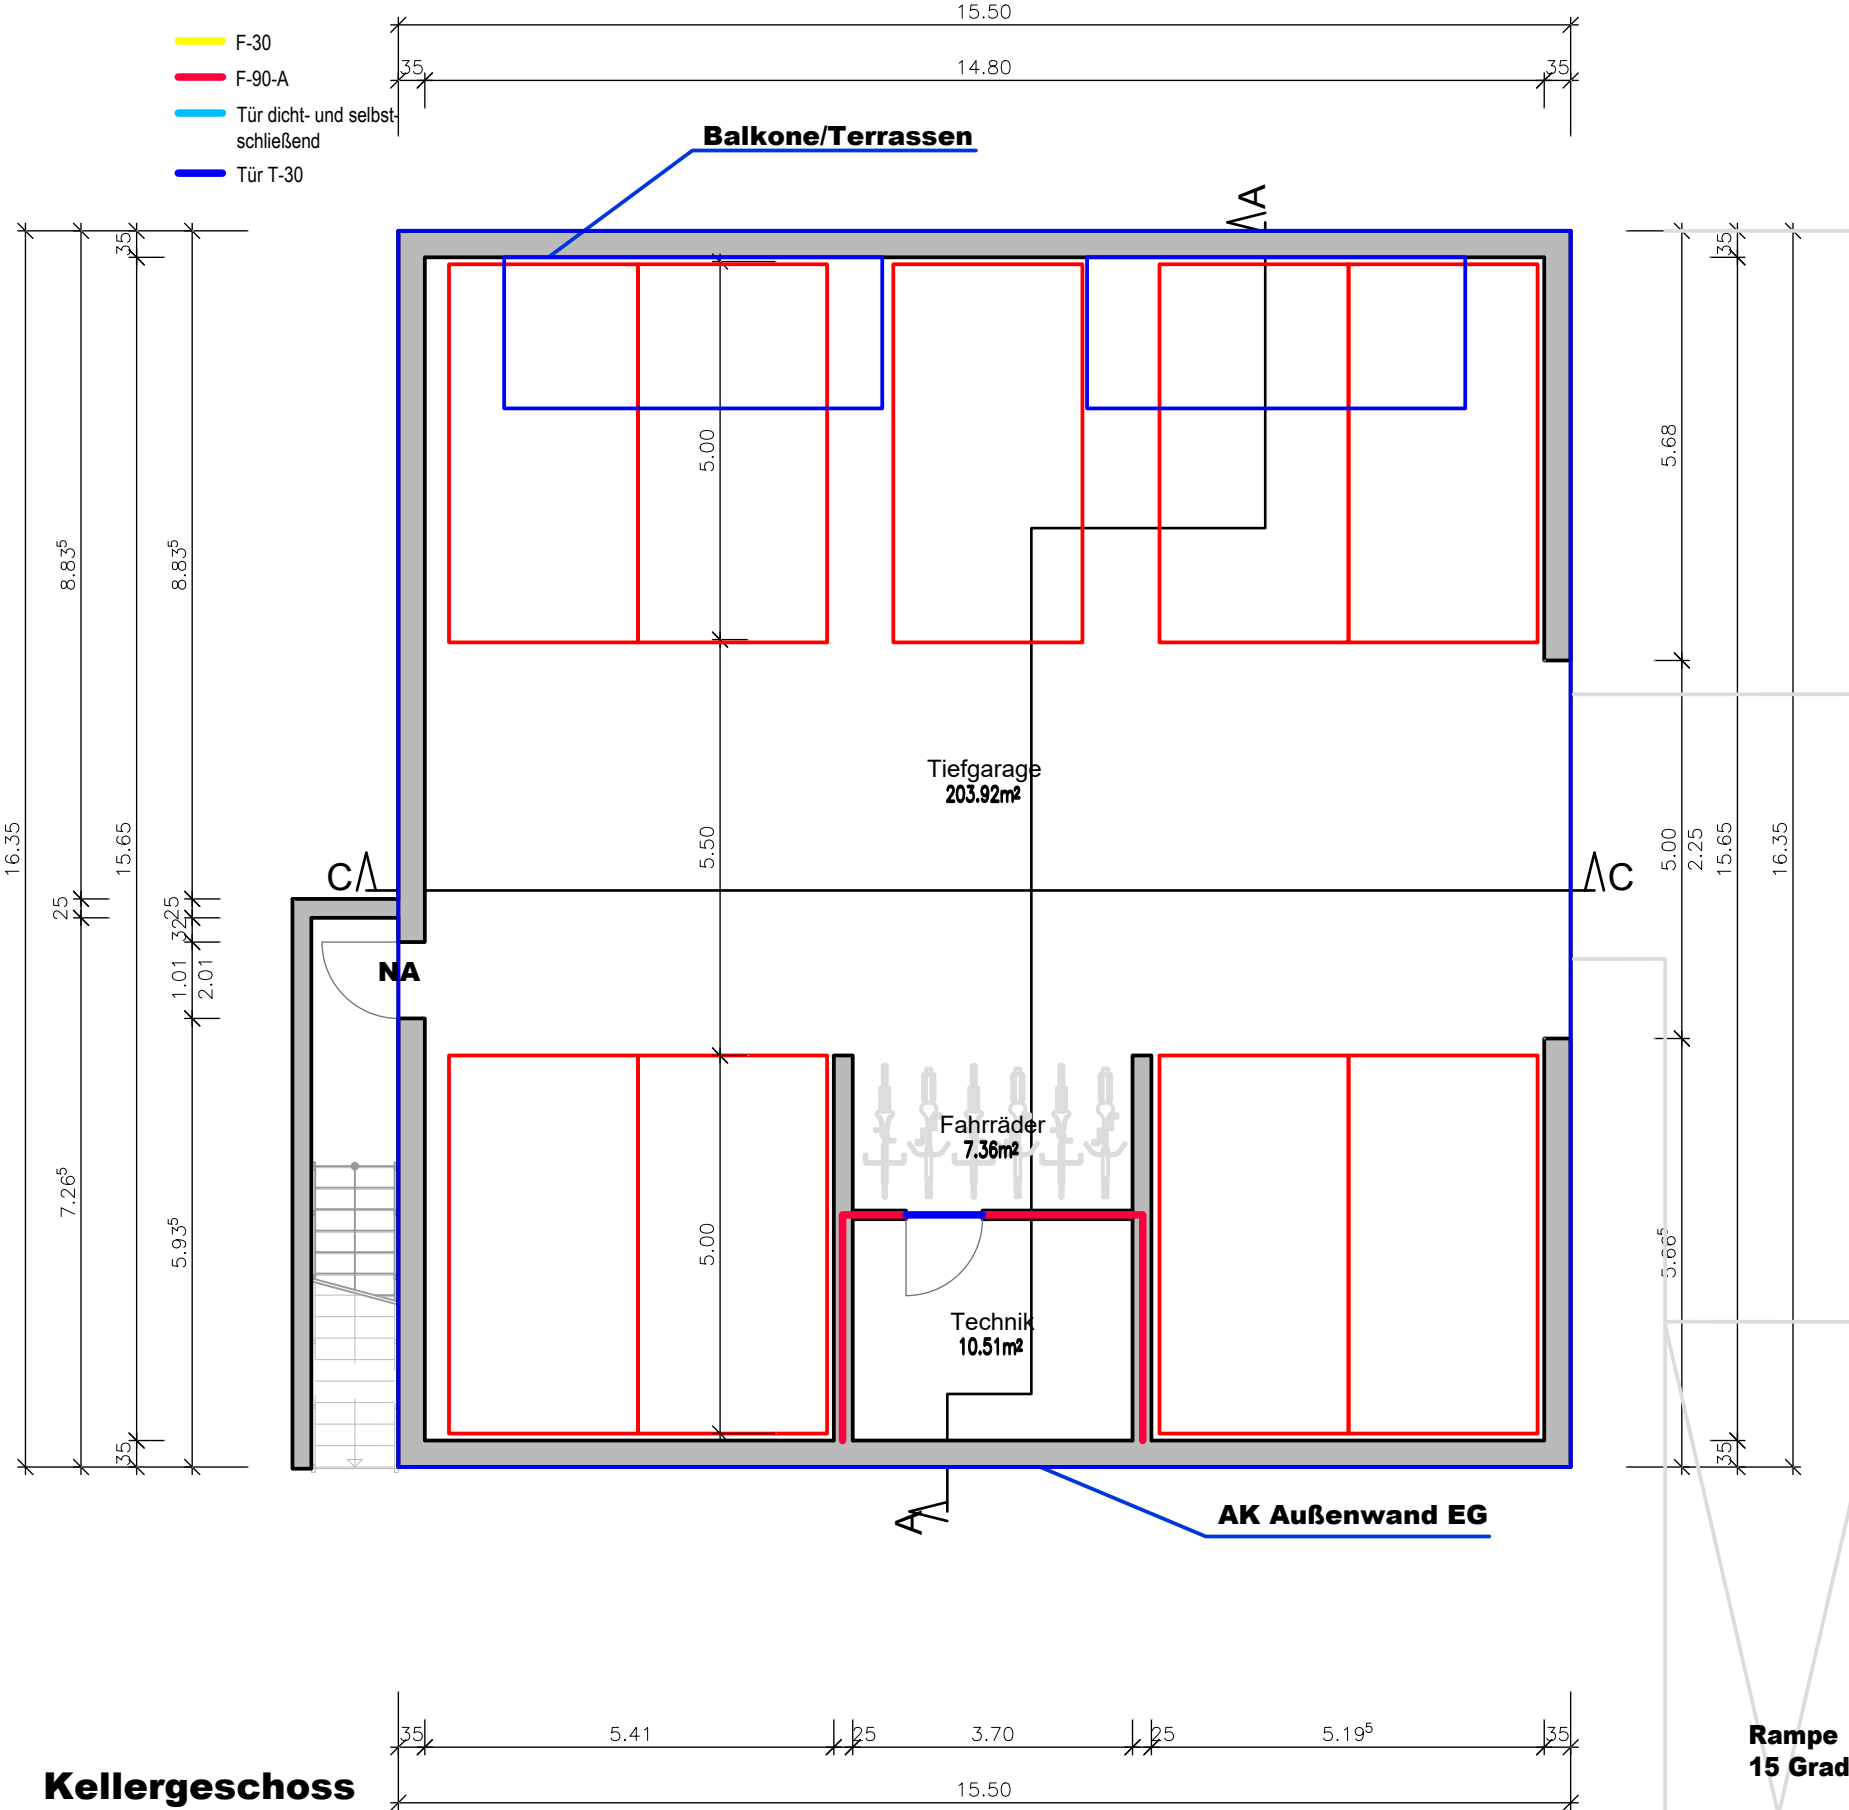 15.50
35
14.80
35
F-30
F-90-A
Tür dicht- und selbst-
schließend
Tür T-30
Balkone/Terrassen
A
35
35
5.00
5.68
8.83⁵
8.83⁵
Tiefgarage
203.92m²
16.35
15.65
5.50
5.00
2.25
15.65
16.35
C
C
25
25
32
NA
1.01
2.01
Fahrräder
7.36m²
7.26⁵
5.93⁵
5.00
5.66⁵
Technik
10.51m²
35
35
A
AK Außenwand EG
35
5.41
25
3.70
25
5.19⁵
35
Rampe
15 Grad
Kellergeschoss
15.50